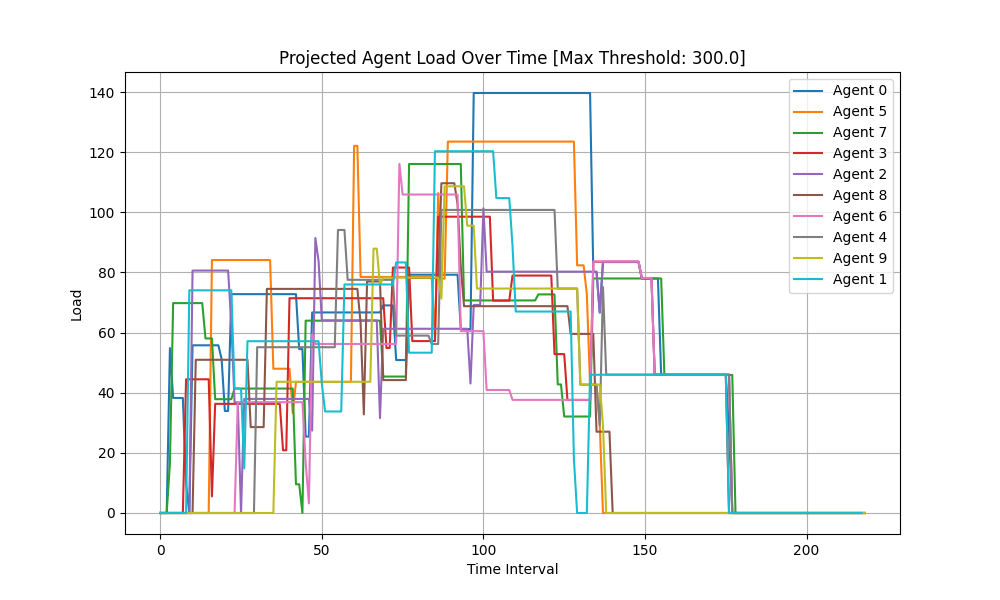 Projected Agent Load Over Time [Max Threshold: 300.0]
140
120
100
80
60
40
20
0
Load
0
50
100
150
200
Time Interval
Agent 0
Agent 5
Agent 7
Agent 3
Agent 2
Agent 8
Agent 6
Agent 4
Agent 9
Agent 1